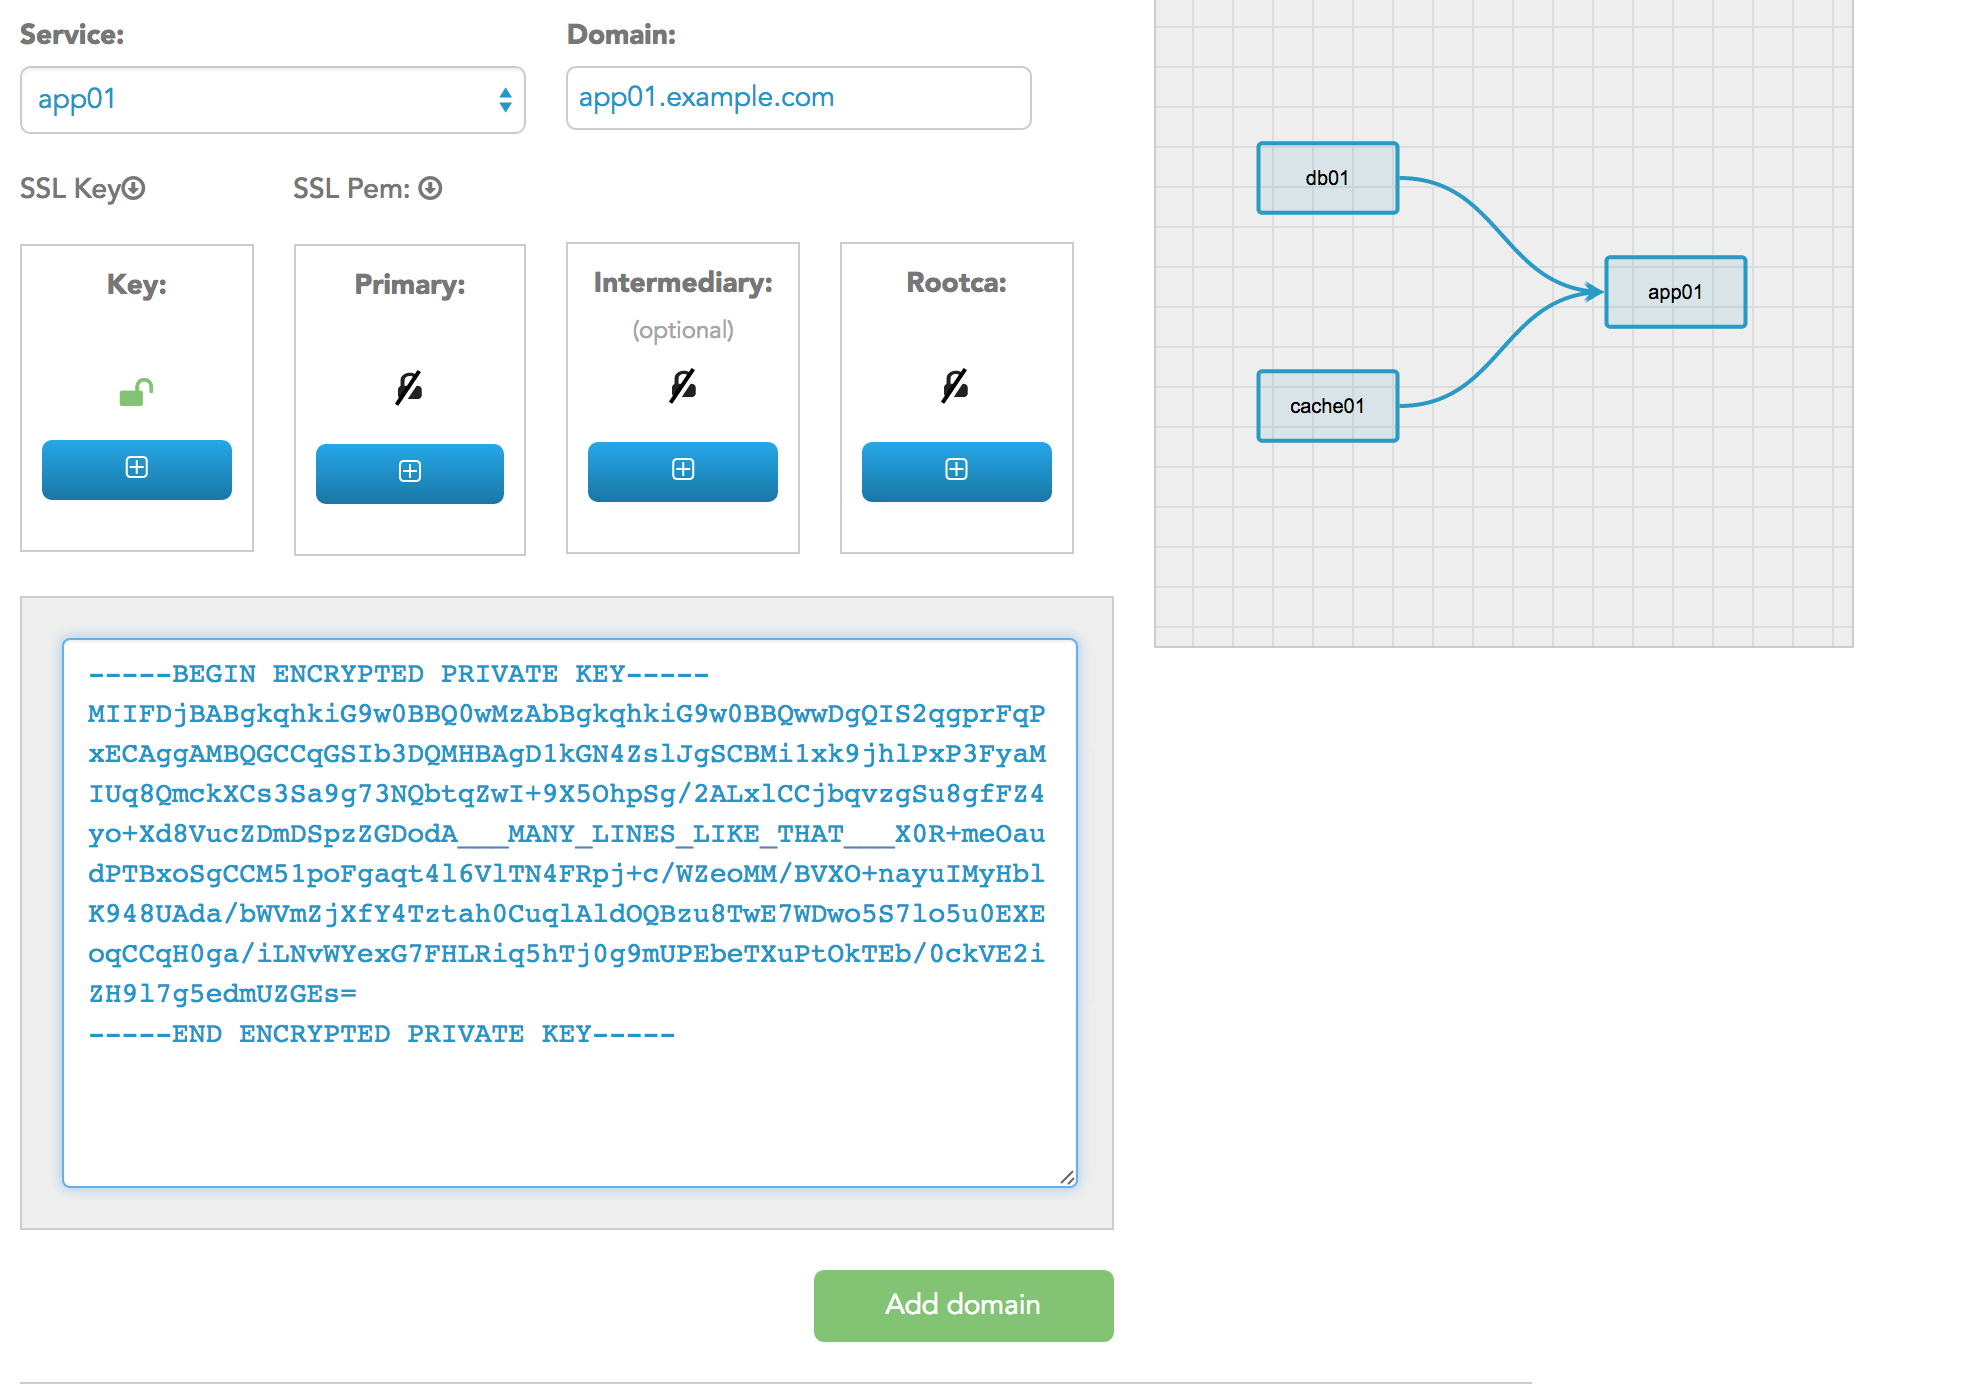 Service:
Domain:
app01
app01.example.com
SSL Key
SSL Pem:
Key:
Primary:
Intermediary:
(optional)
Rootca:
-----BEGIN ENCRYPTED PRIVATE KEY-----
MIIFDjBABgkqhkiG9w0BBQ0wMzAbBgkqhkiG9w0BBQwwDgQIS2qgprFqP
xECAggAMBQGCCqGSIb3DQMHBAgD1kGN4ZslJgSCBMi1xk9jhlPxP3FyaM
IUq8QmckXCs3Sa9g73NQbtqZwI+9X5OhpSg/2ALxlCCjbqvzgSu8gfFZ4
yo+Xd8VucZDmDSpzZGDodA___MANY_LINES_LIKE_THAT___X0R+meOau
dPTBxoSgCCM51poFgaqt4l6VlTN4FRpj+c/WZeoMM/BVXO+nayuIMyHbl
K948UAda/bWVmZjXfY4Tztah0CuqlAldOQBzu8TwE7WDwo5S7lo5u0EXE
oqCCqH0ga/iLNvWYexG7FHLRiq5hTj0g9mUPEbeTXuPtOkTEb/0ckVE2i
ZH9l7g5edmUZGEs=
-----END ENCRYPTED PRIVATE KEY-----
Add domain
db01
app01
cache01